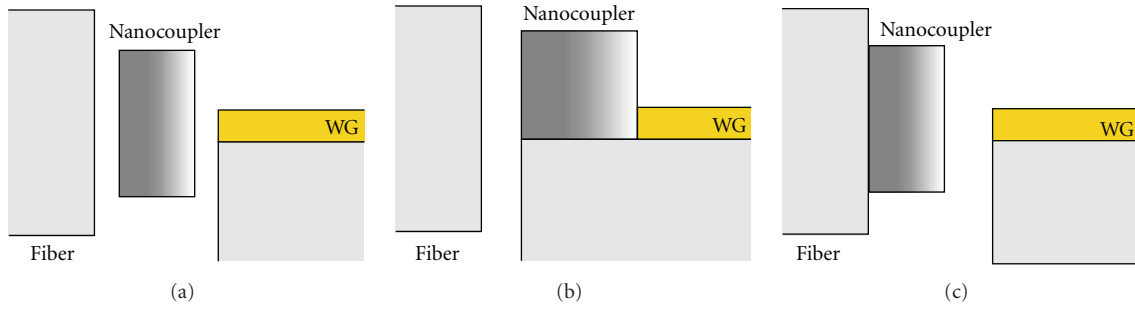 Nanocoupler
WG
Fiber
(a)
Nanocoupler
WG
Fiber
(b)
Nanocoupler
WG
Fiber
(c)